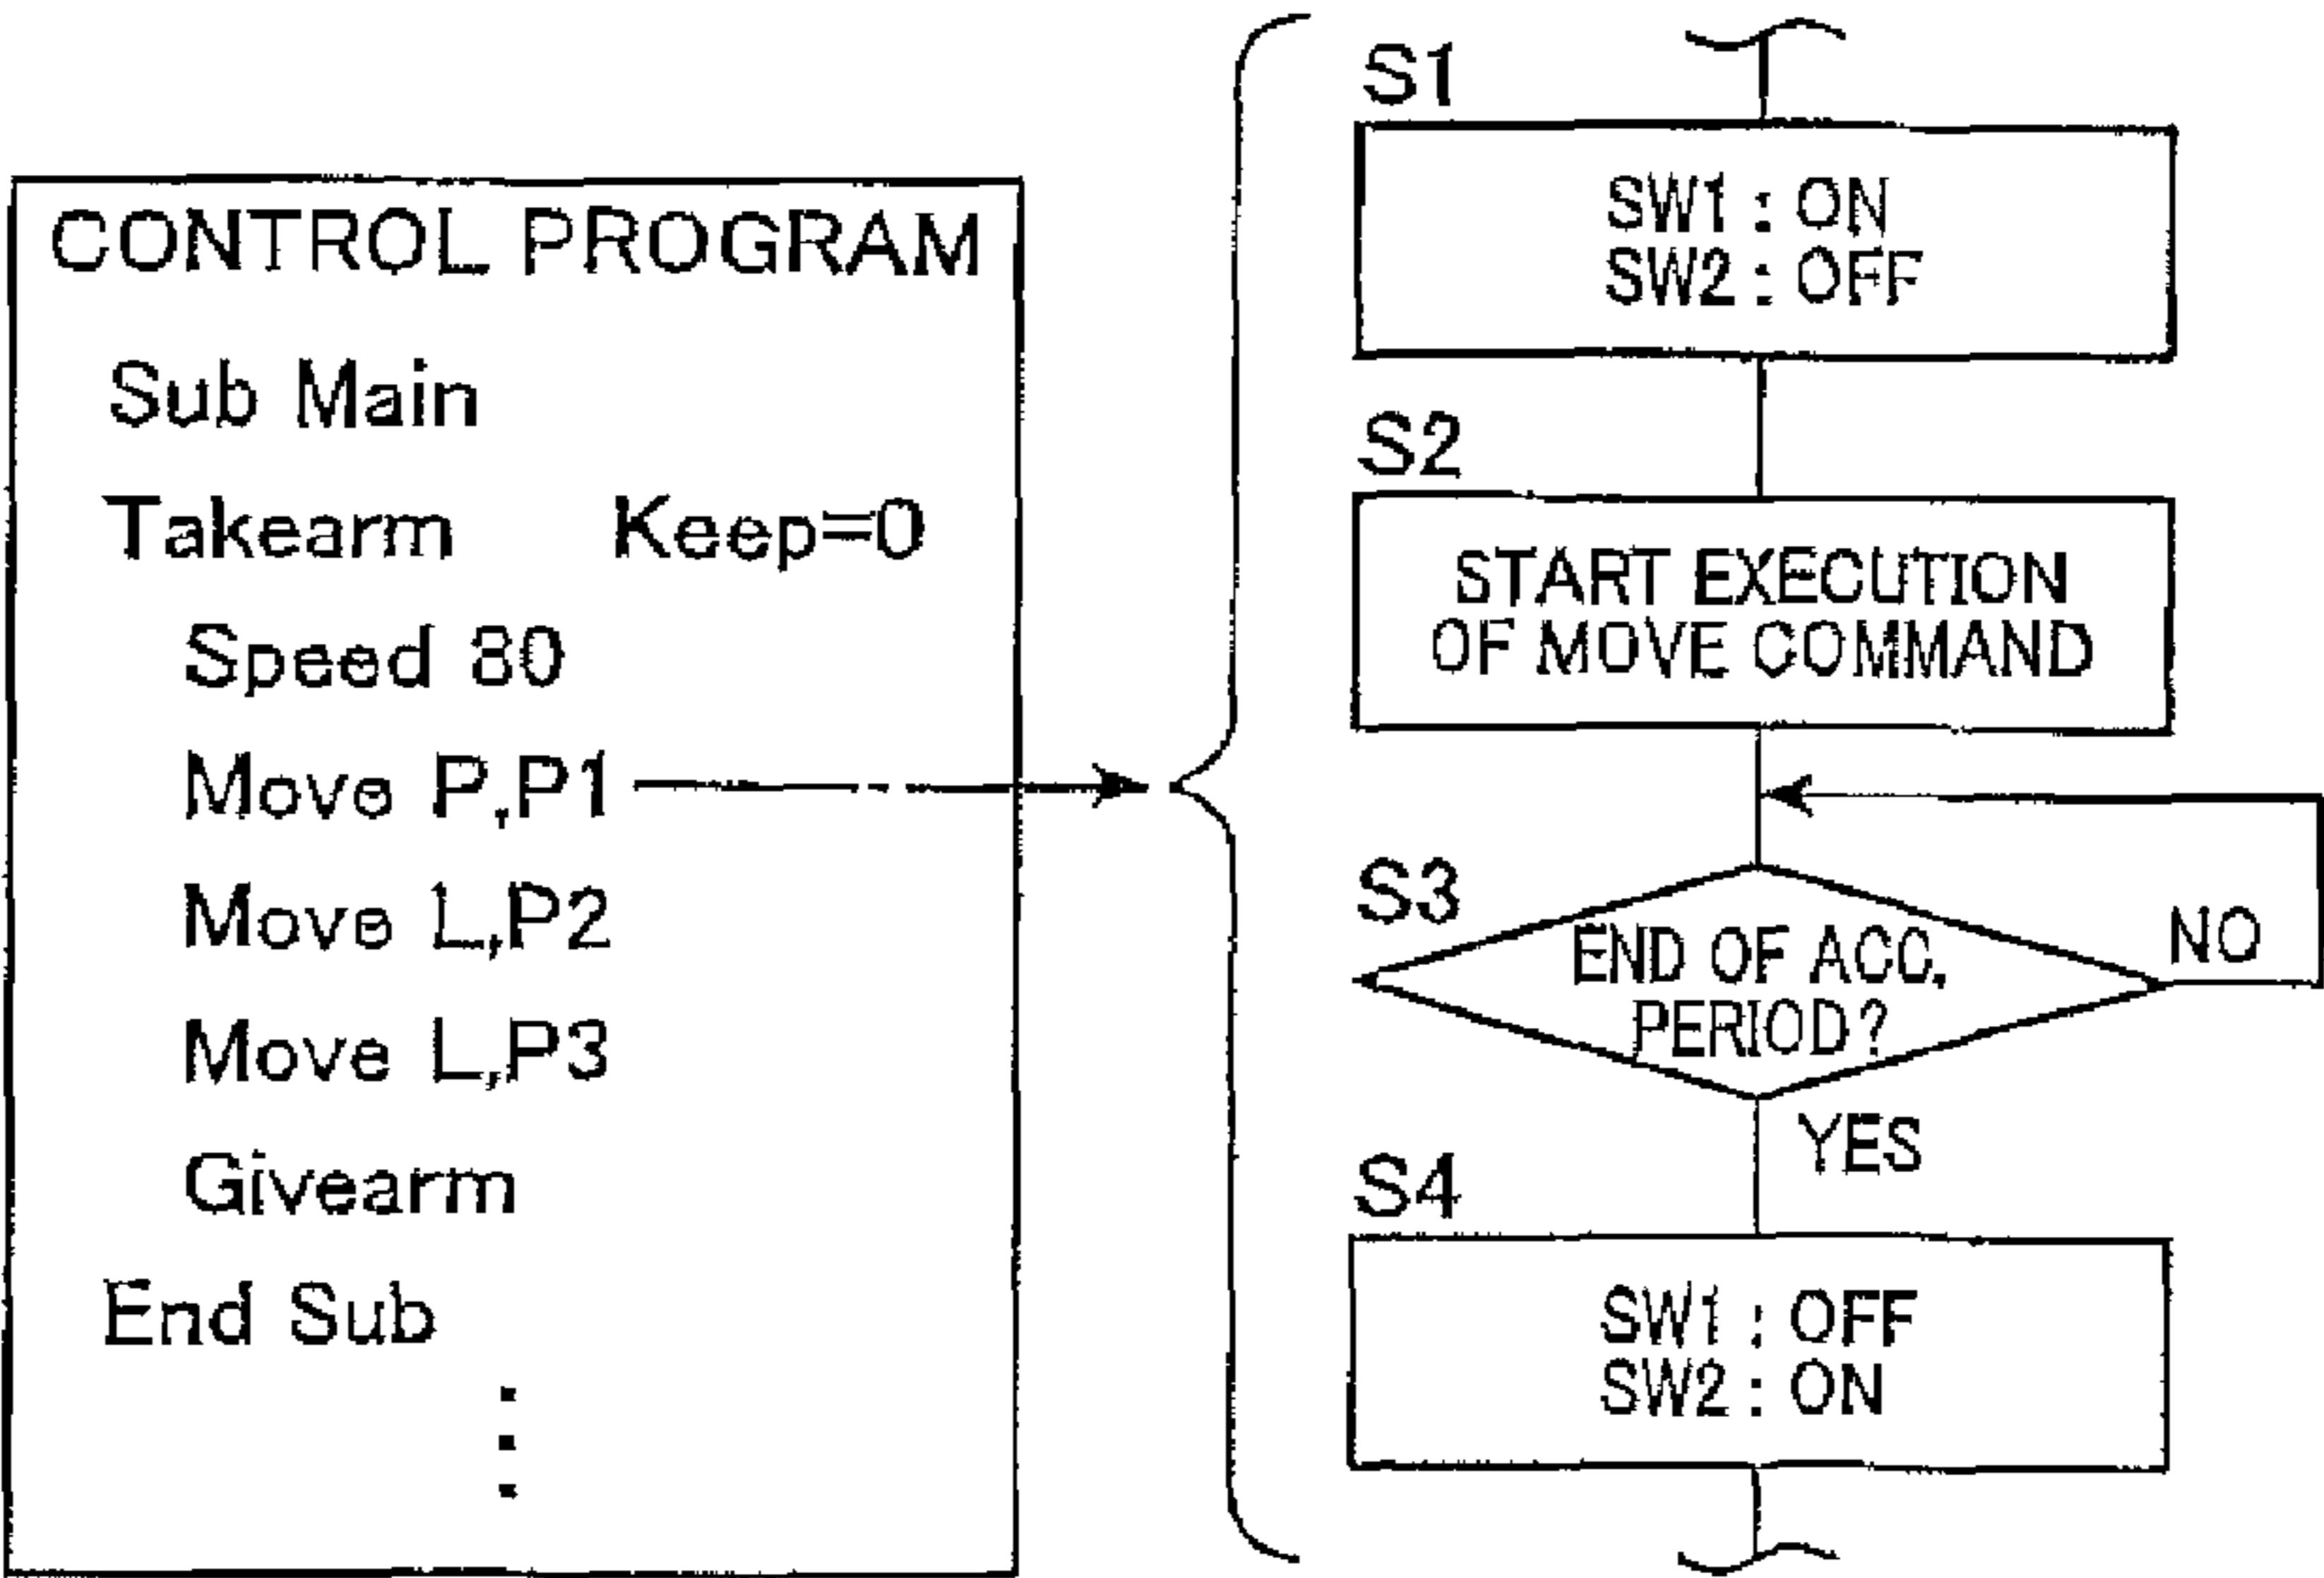 CONTROL PROGRAM
Sub Main
Takearm Keep=0
Speed 80
Move P,P1
Move L,P2
Move L,P3
Givearm
End Sub
S1
SW1 : ON
SW2 : OFF
S2
START EXECUTION
OF MOVE COMMAND
S3
END OF ACC.
PERIOD?
NO
YES
S4
SW1 : OFF
SW2 : ON